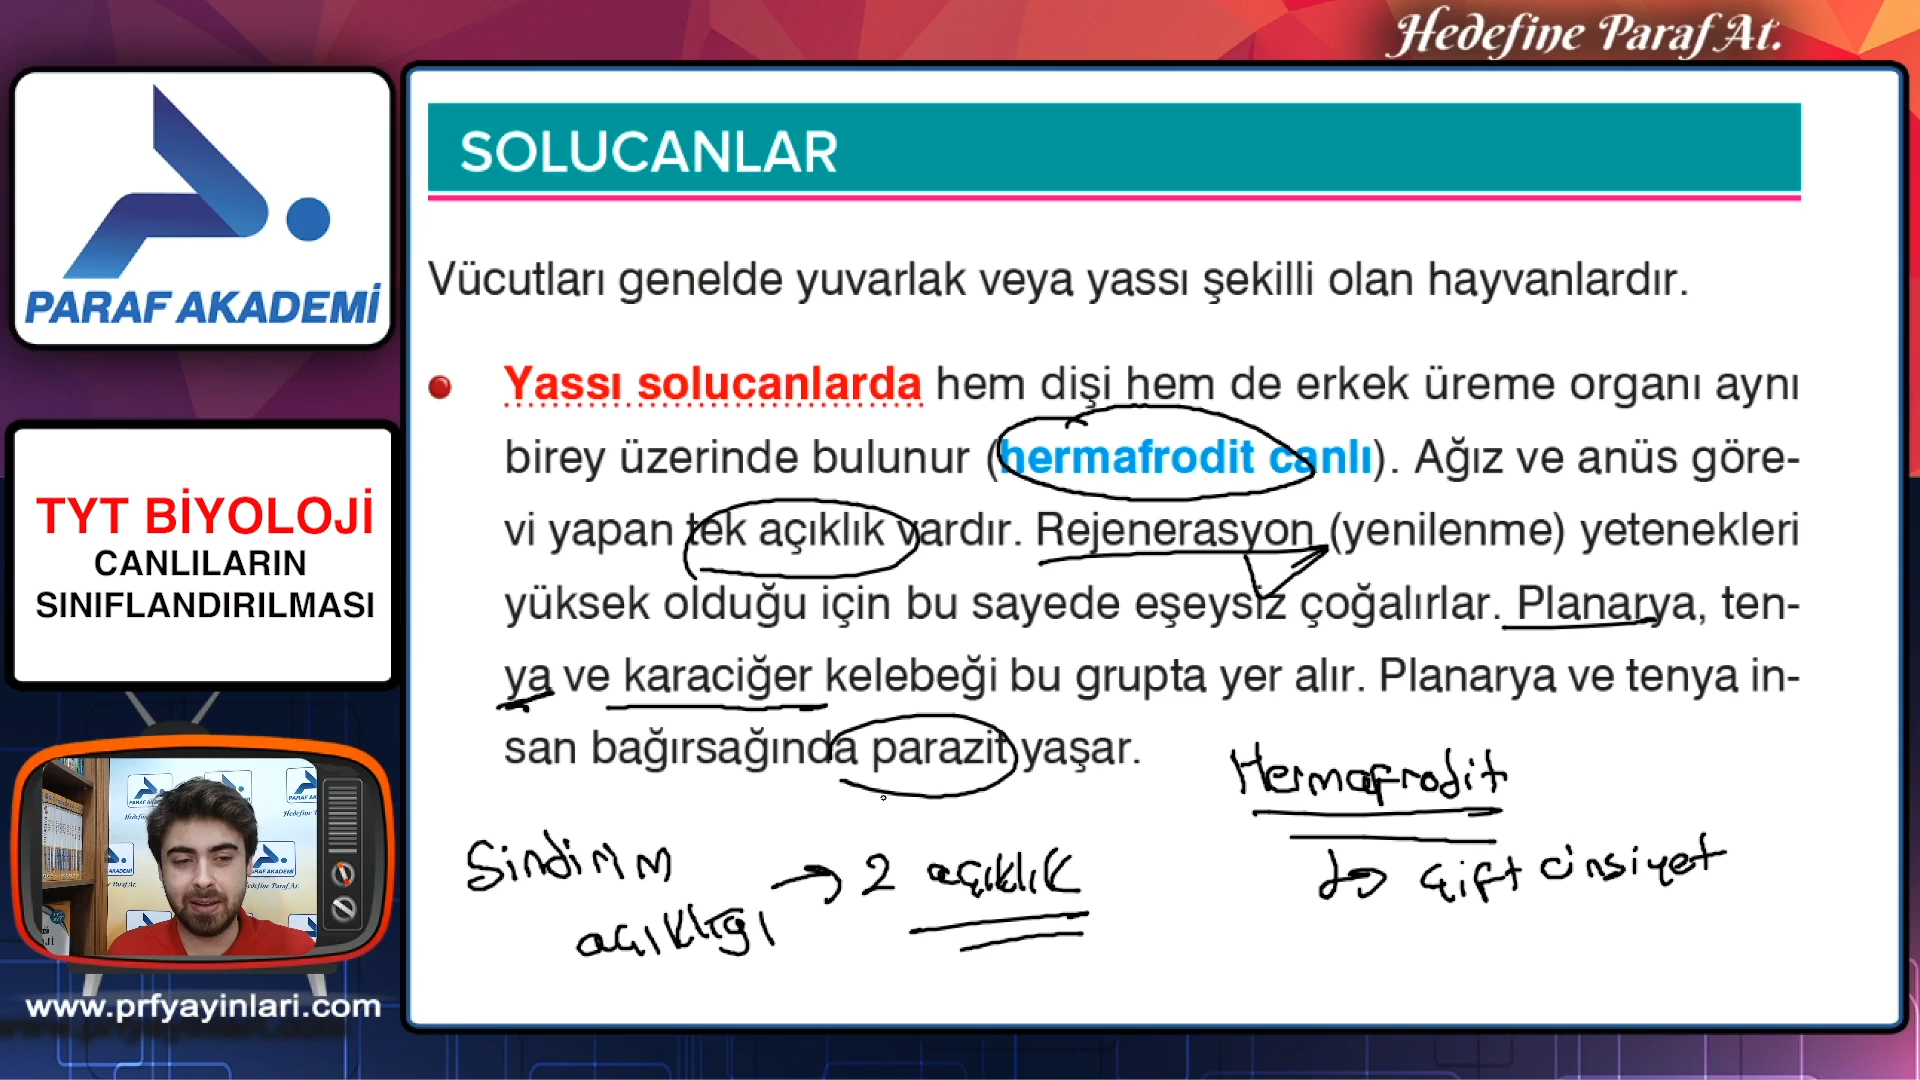 Hedefine Paraf At.
PARAF AKADEMİ
SOLUCANLAR
Vücutları genelde yuvarlak veya yassı şekilli olan hayvanlardır.
Yassı solucanlarda hem dişi hem de erkek üreme organı aynı
birey üzerinde bulunur (hermafrodit canlı). Ağız ve anüs göre-
vi yapan tek açıklık vardır. Rejenerasyon (yenilenme) yetenekleri
yüksek olduğu için bu sayede eşeysiz çoğalırlar. Planarya, ten-
ya ve karaciğer kelebeği bu grupta yer alır. Planarya ve tenya in-
san bağırsağında parazit yaşar.
TYT BİYOLOJİ
CANLILARIN
SINIFLANDIRILMASI
Hermafrodit
çift cinsiyet
Sindirim
açıklığı
2 açıklık
www.prfyayinlari.com